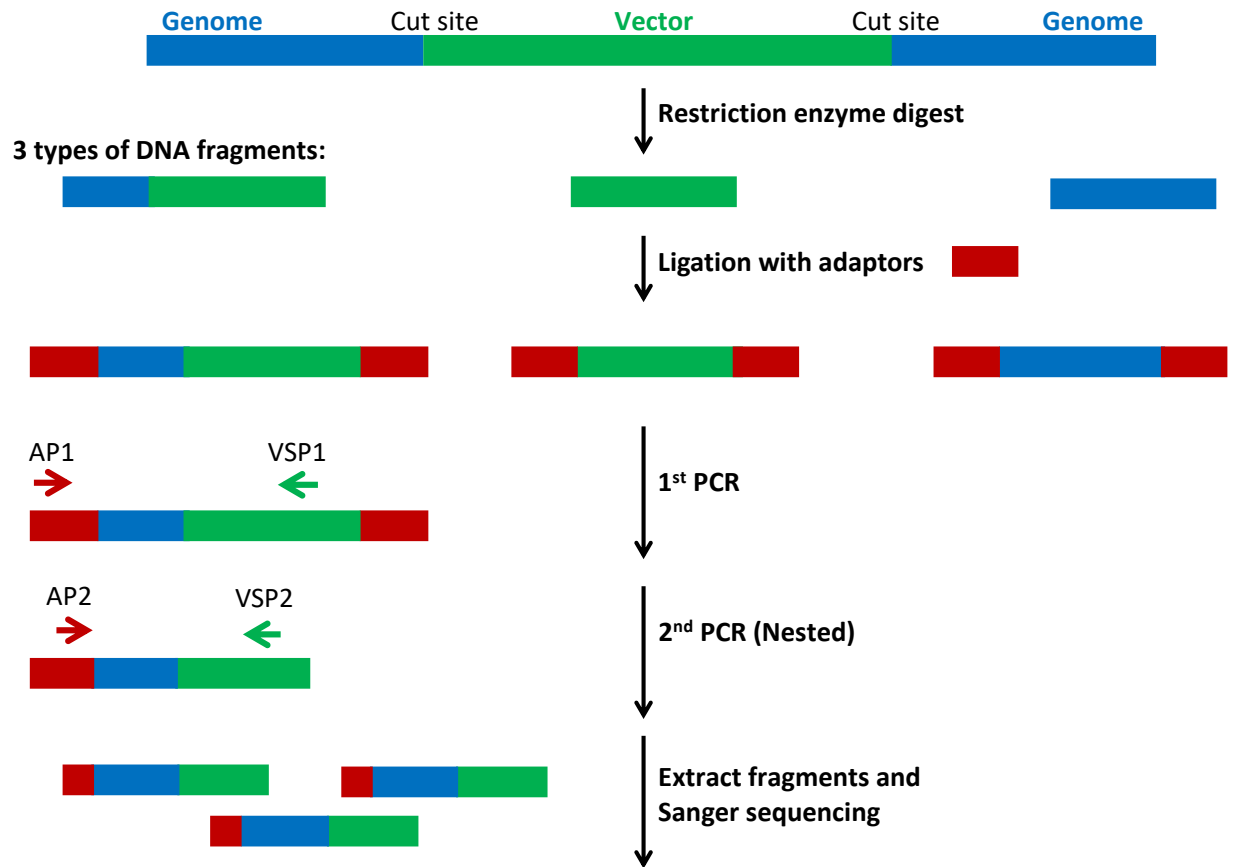 Genome Cut site Vector Cut site Genome
Restriction enzyme digest
3 types of DNA fragments:
Ligation with adaptors
AP1 VSP1
1st PCR
AP2 VSP2
2nd PCR (Nested)
Extract fragments and
Sanger sequencing